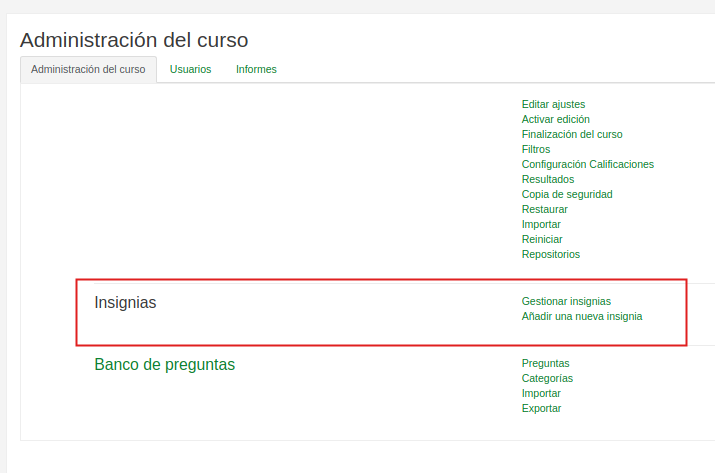 Administración del curso
Administración del curso Usuarios Informes
Editar ajustes
Activar edición
Finalización del curso
Filtros
Configuración Calificaciones
Resultados
Copia de seguridad
Restaurar
Importar
Reiniciar
Repositorios
Insignias
Gestionar insignias
Añadir una nueva insignia
Banco de preguntas
Preguntas
Categorías
Importar
Exportar